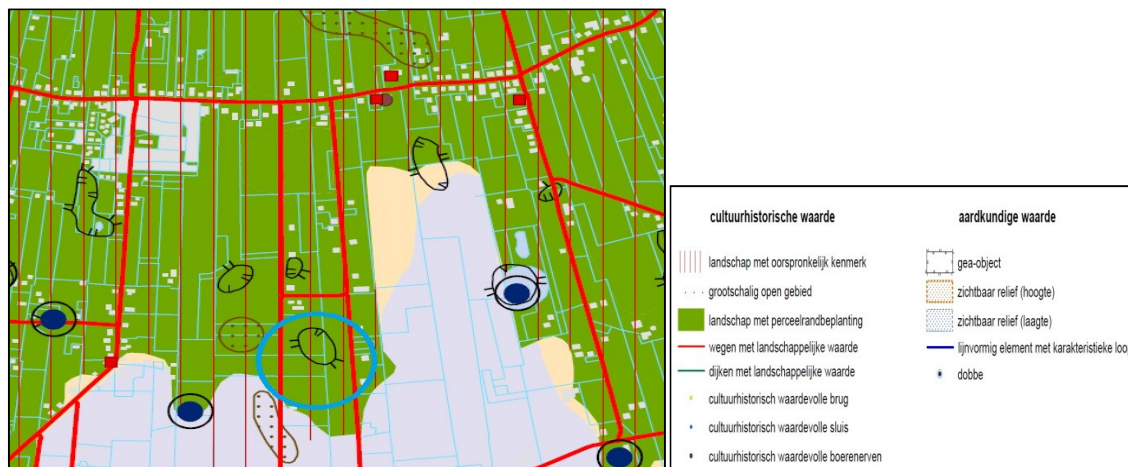 cultuurhistorische waarde
landschap met oorspronkelijk kenmerk
grootschalig open gebied
landschap met perceelrandbeplanting
wegen met landschappelijke waarde
dijken met landschappelijke waarde
cultuurhistorisch waardevolle brug
cultuurhistorisch waardevolle sluis
cultuurhistorisch waardevolle boerenerven
aardkundige waarde
gea-object
zichtbaar relief (hoogte)
zichtbaar relief (laagte)
lijnvormig element met karakteristieke loo
dobbe